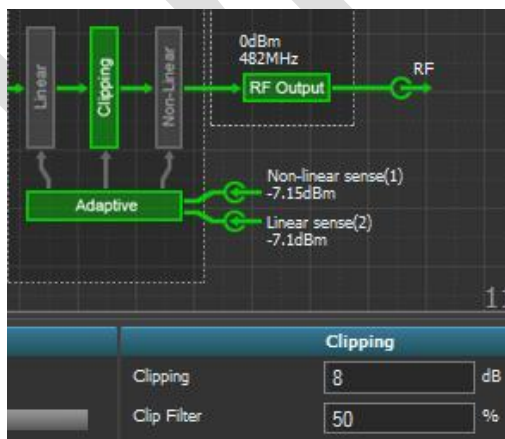 0dBm
482MHz
Linear
Clipping
Non-Linear
RF Output
RF
Adaptive
Non-linear sense(1)
-7.15dBm
Linear sense(2)
-7.1dBm
Clipping
Clipping 8 dB
Clip Filter 50 %